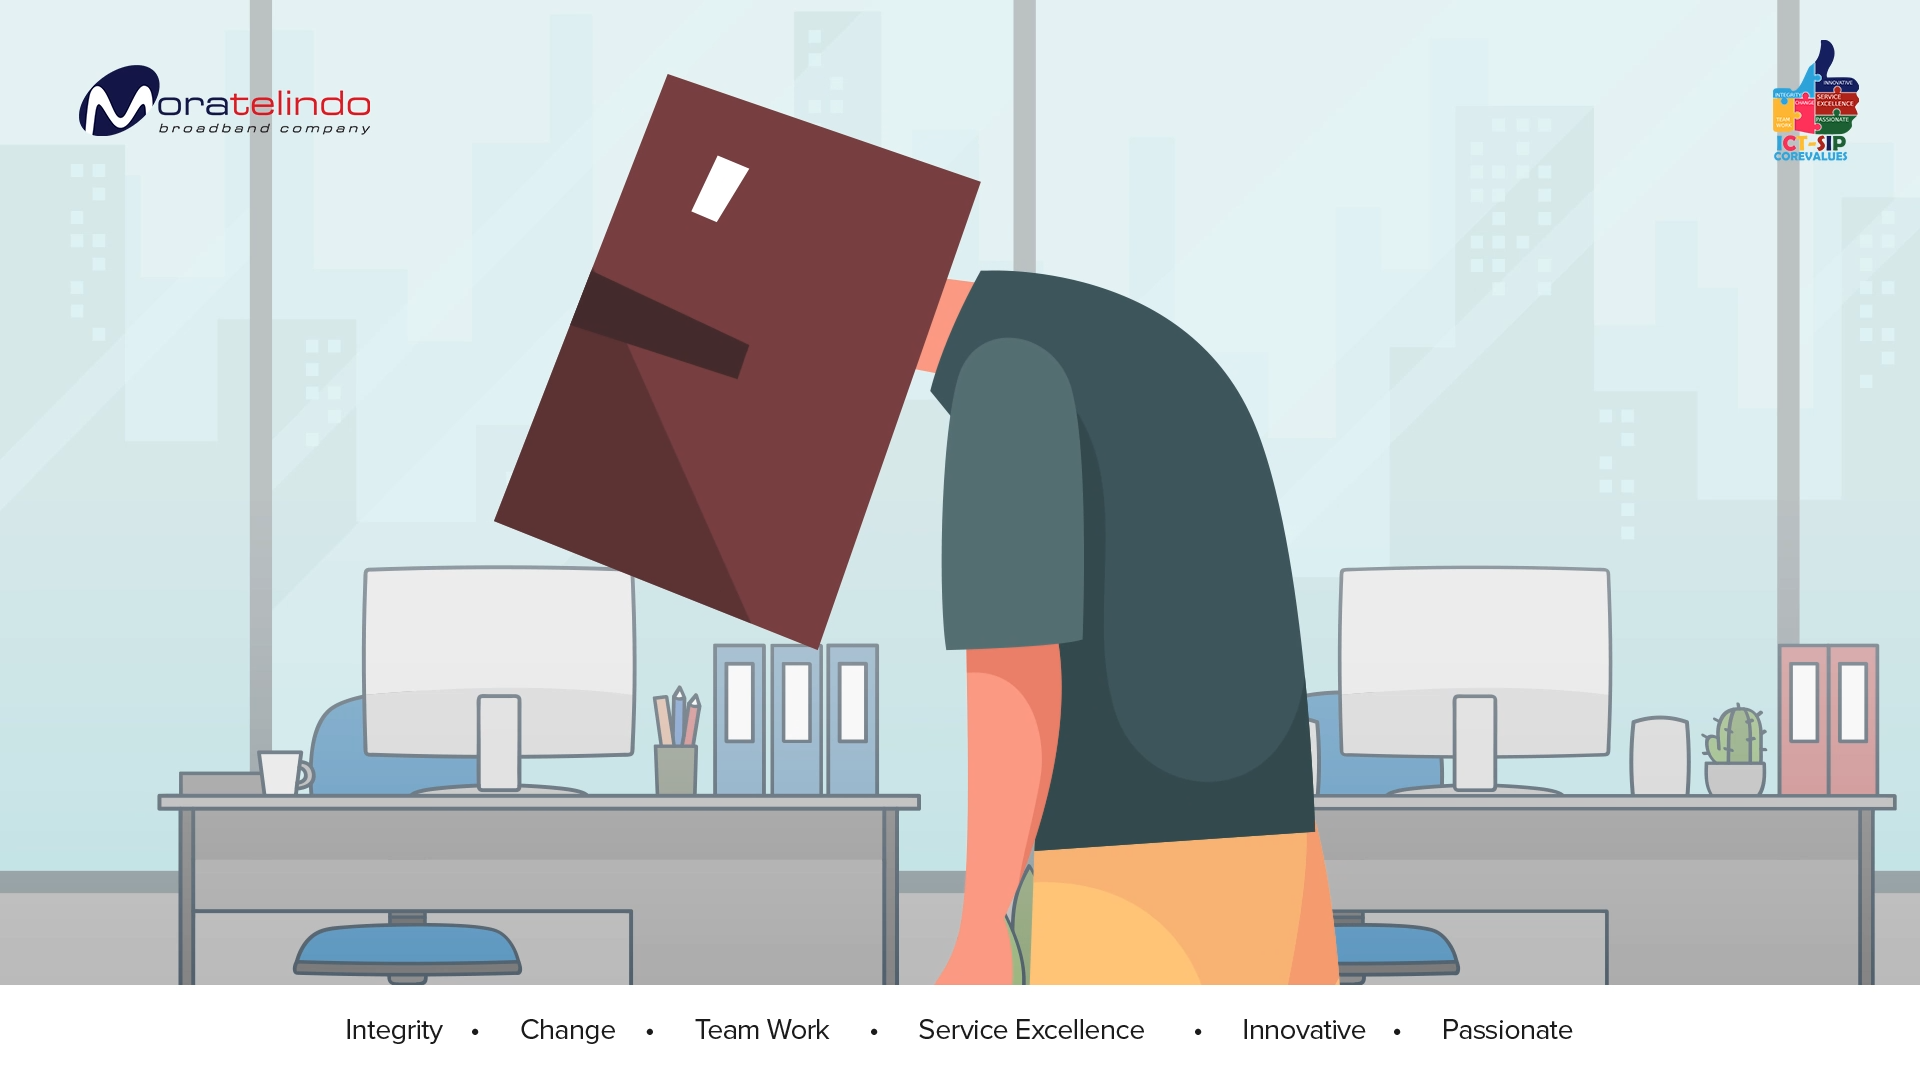 Moratelindo
broadband company
INNOVATIVE
INTEGRITY
SERVICE
EXCELLENCE
CHANGE
TEAM
WORK
PASSIONATE
ICT-SIP
COREVALUES
Integrity • Change • Team Work • Service Excellence • Innovative • Passionate